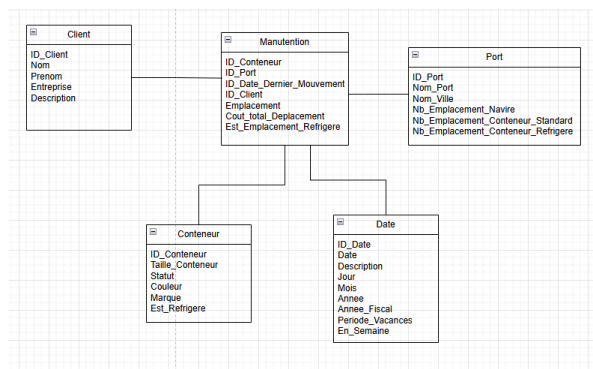 Client
ID_Client
Nom
Prenom
Entreprise
Description
Manutention
ID_Conteneur
ID_Port
ID_Date_Dernier_Mouvement
ID_Client
Emplacement
Cout_total_Deplacement
Est_Emplacement_Refrigere
Port
ID_Port
Nom_Port
Nom_Ville
Nb_Emplacement_Navire
Nb_Emplacement_Conteneur_Standard
Nb_Emplacement_Conteneur_Refrigere
Conteneur
ID_Conteneur
Taille_Conteneur
Statut
Couleur
Marque
Est_Refrigere
Date
ID_Date
Date
Description
Jour
Mois
Annee
Annee_Fiscal
Periode_Vacances
En_Semaine